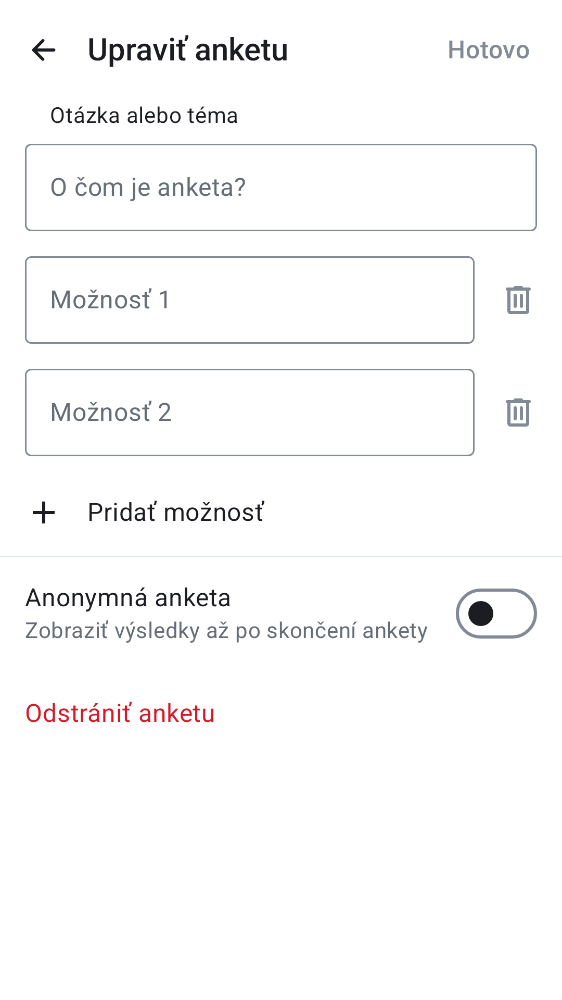 Upraviť anketu
Hotovo
Otázka alebo téma
O čom je anketa?
Možnosť 1
Možnosť 2
Pridať možnosť
Anonymná anketa
Zobraziť výsledky až po skončení ankety
Odstrániť anketu